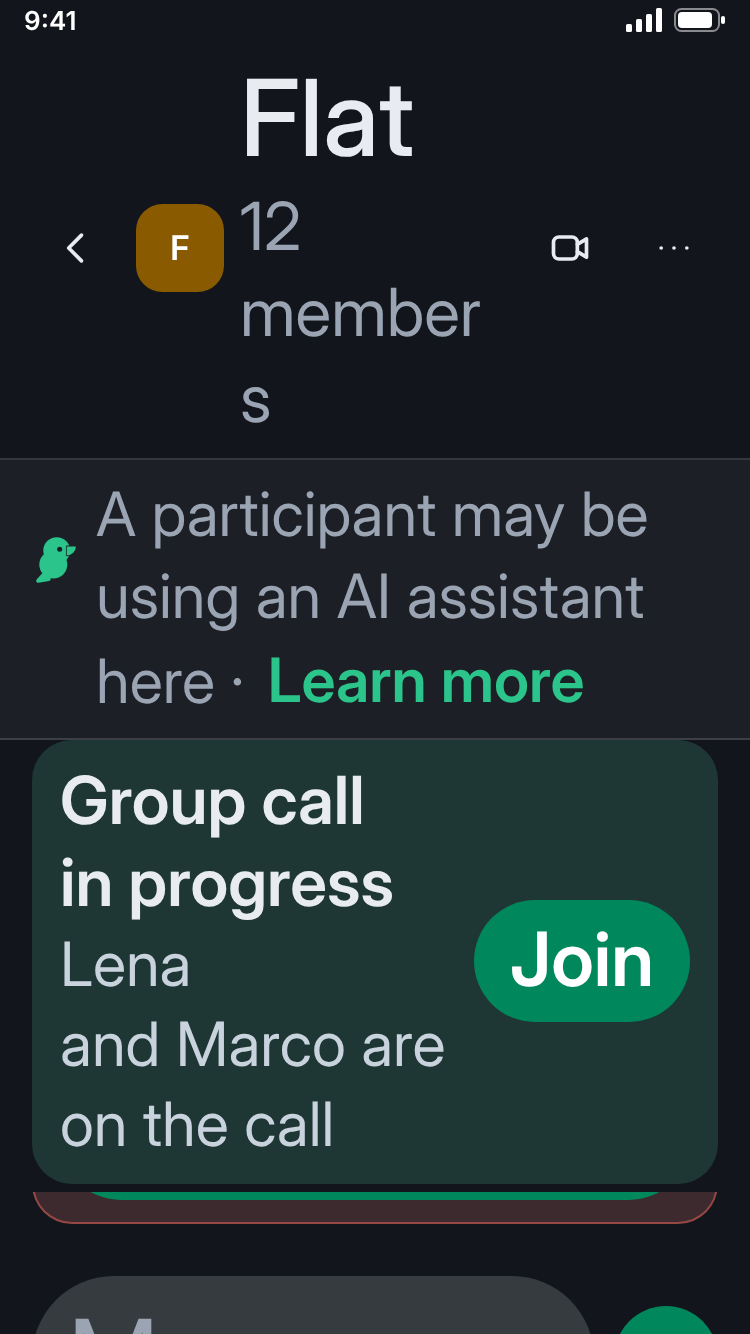 9:41
Flat
F
12
member
s
A participant may be
using an AI assistant
here · Learn more
Group call
in progress
Lena
and Marco are
on the call
Join